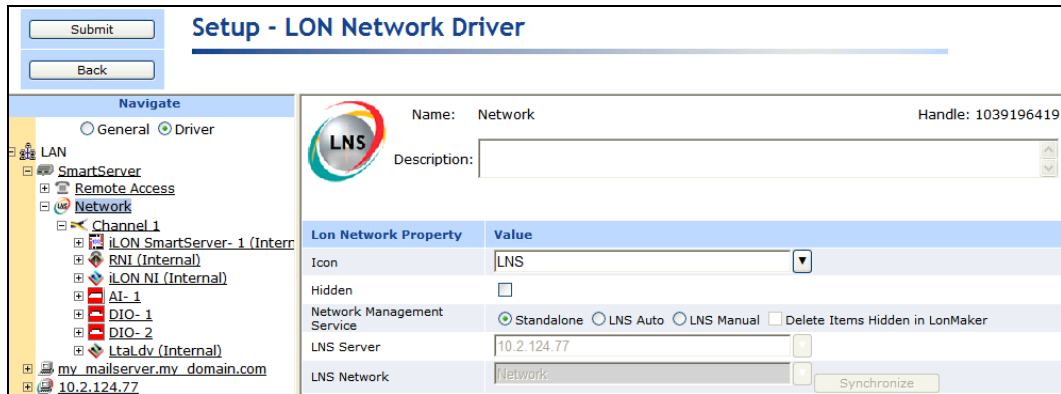 Submit
Setup - LON Network Driver
Back
Navigate
General Driver
LAN
SmartServer
Remote Access
Network
Channel 1
iLON SmartServer- 1 (Intern
RNI (Internal)
iLON NI (Internal)
AI- 1
DIO- 1
DIO- 2
LtaLdv (Internal)
my_mailserver.my_domain.com
10.2.124.77
LNS
Name: Network Handle: 1039196419
Description:
Lon Network Property Value
Icon LNS
Hidden
Network Management
Service
Standalone LNS Auto LNS Manual Delete Items Hidden in LonMaker
LNS Server 10.2.124.77
LNS Network Network Synchronize